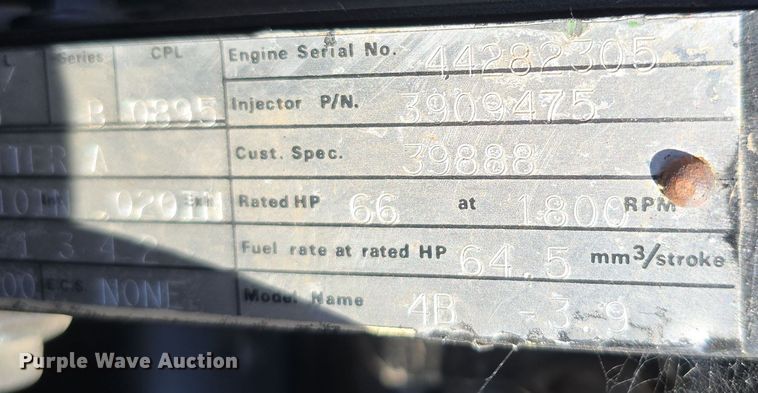 L Series CPL Engine Serial No. 44282305
B 0895 Injector P/N. 3909475
A Cust. Spec. 39888
.020IN Exh. Rated HP 66 at 1800 RPM
1 3 4 2 Fuel rate at rated HP 64.5 mm3/stroke
E.C.S. NONE Model Name 4B -3.9
Purple Wave Auction